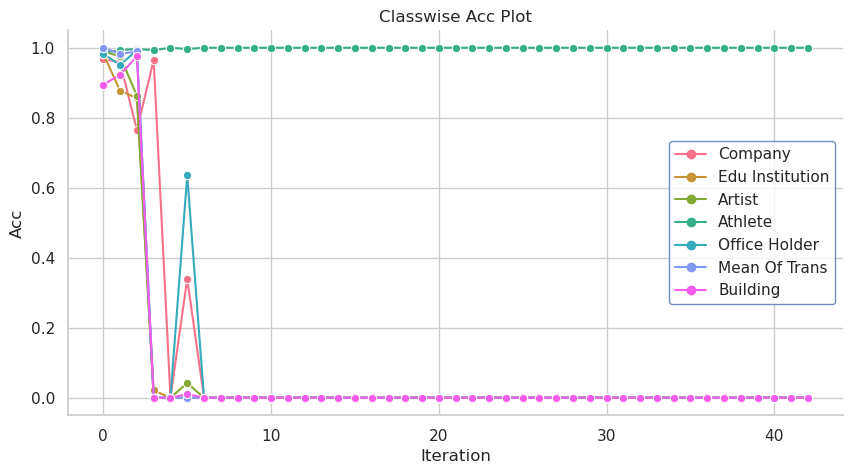 Classwise Acc Plot
Acc
1.0
0.8
0.6
0.4
0.2
0.0
Company
Edu Institution
Artist
Athlete
Office Holder
Mean Of Trans
Building
0
10
20
30
40
Iteration